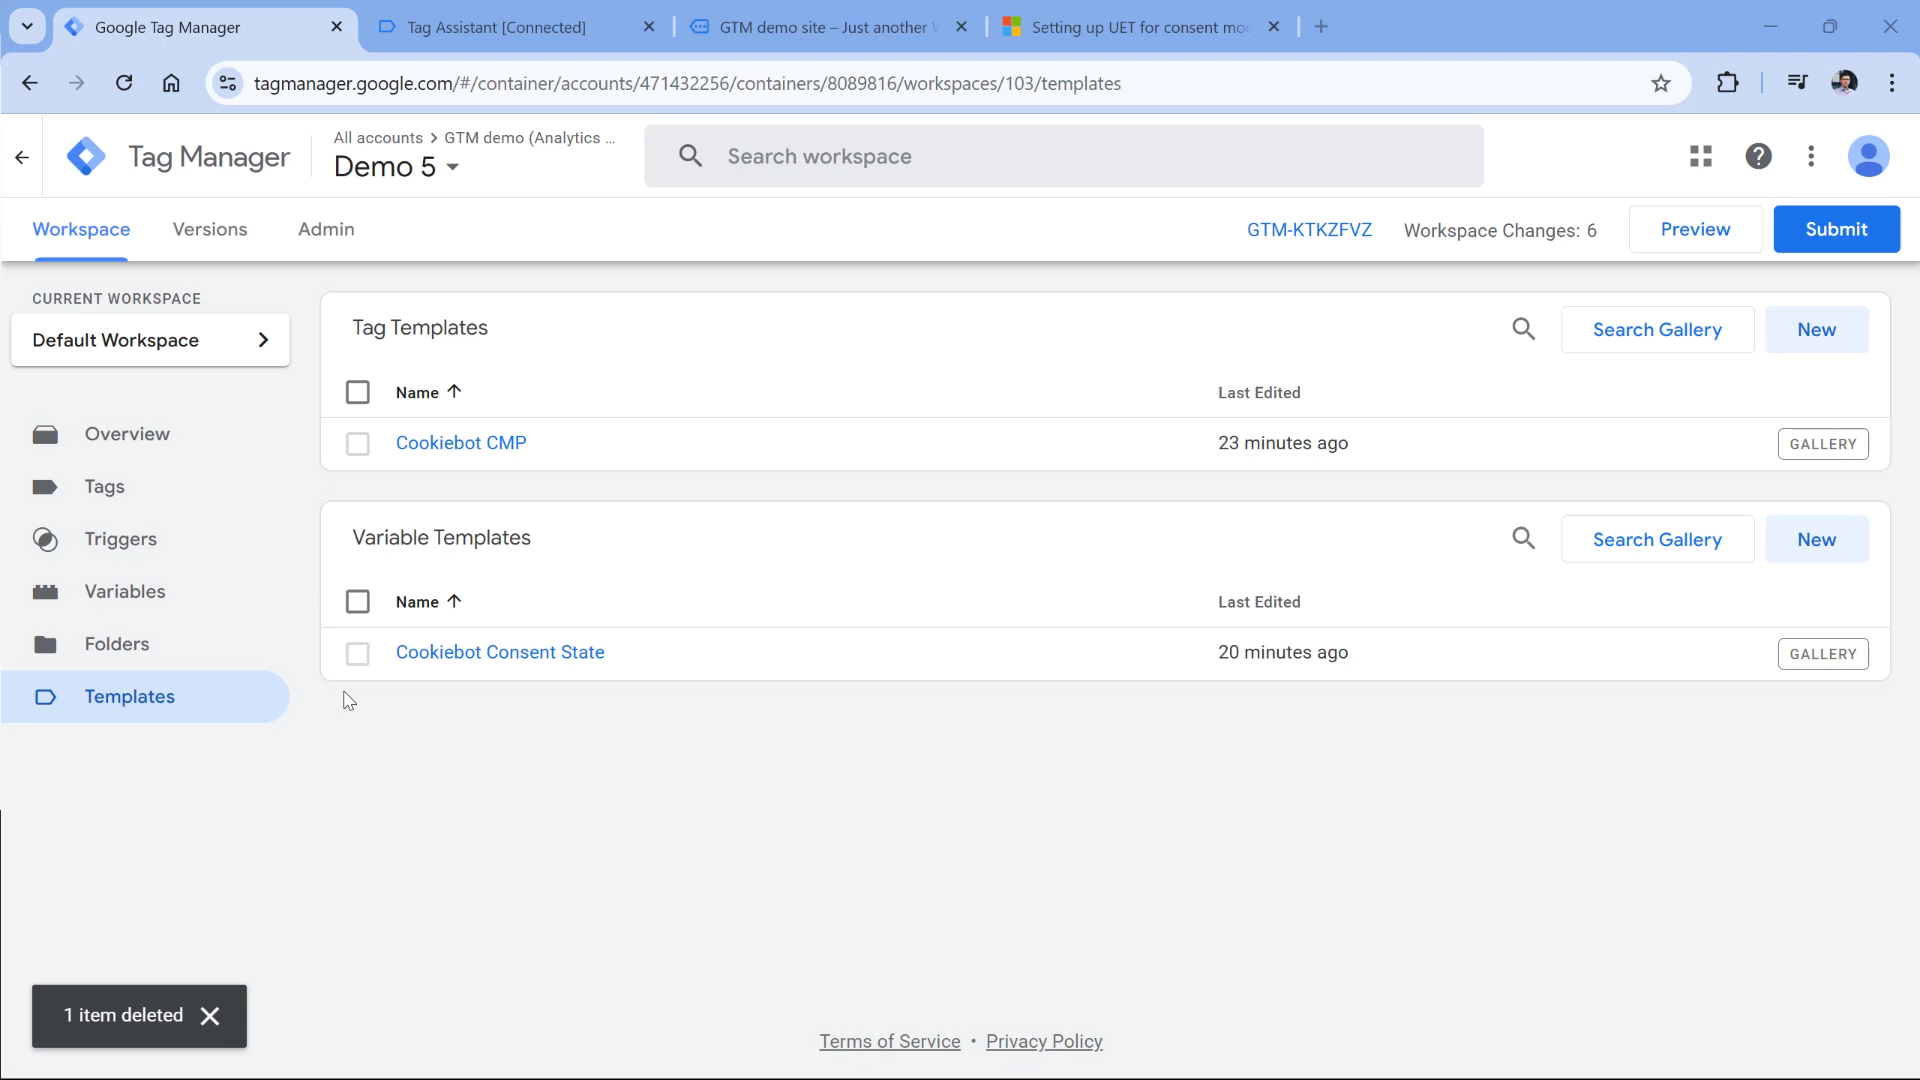 Google Tag Manager
Tag Assistant [Connected]
GTM demo site – Just another W
Setting up UET for consent mod
tagmanager.google.com/#/container/accounts/471432256/containers/8089816/workspaces/103/templates
Tag Manager
All accounts > GTM demo (Analytics ...
Demo 5
Search workspace
Workspace
Versions
Admin
GTM-KTKZFVZ
Workspace Changes: 6
Preview
Submit
CURRENT WORKSPACE
Default Workspace
Overview
Tags
Triggers
Variables
Folders
Templates
Tag Templates
Search Gallery
New
Name
Last Edited
Cookiebot CMP
23 minutes ago
GALLERY
Variable Templates
Search Gallery
New
Name
Last Edited
Cookiebot Consent State
20 minutes ago
GALLERY
1 item deleted
Terms of Service • Privacy Policy